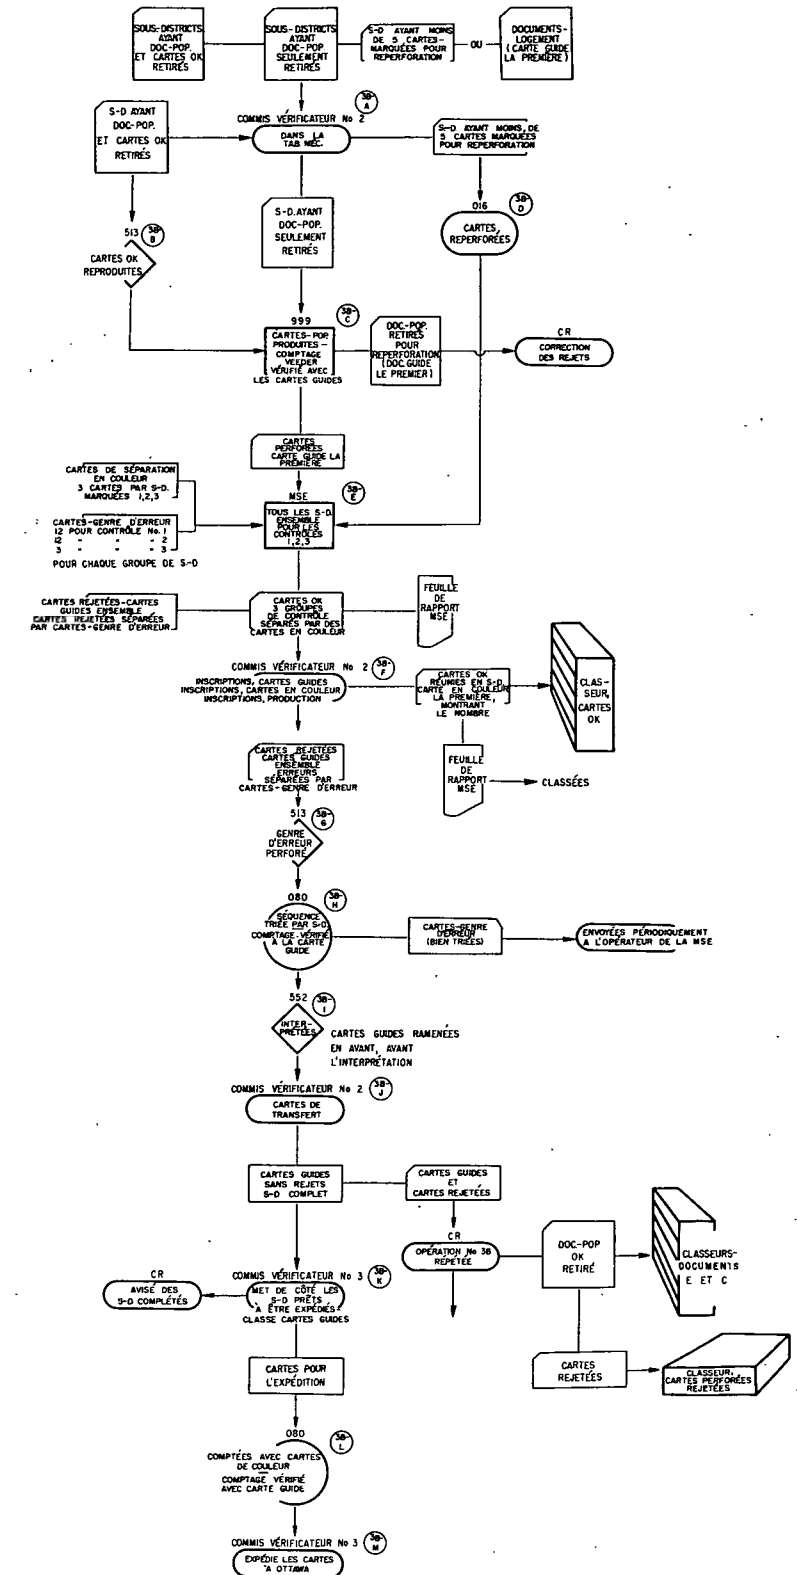 SOUS-DISTRICTS
AYANT
DOC-POP.
ET CARTES OK
RETIRÉS
SOUS-DISTRICTS
AYANT
DOC-POP.
SEULEMENT
RETIRÉS
S-D AYANT MOINS
DE 5 CARTES-
MARQUÉES POUR
REPERFORATION
OU
DOCUMENTS-
LOGEMENT
(CARTE GUIDE
LA PREMIÈRE)
38-
A
COMMIS VÉRIFICATEUR No 2
DANS LA
TAB. MÉC.
S-D AYANT
DOC-POP.
ET CARTES OK
RETIRÉS
S-D AYANT MOINS DE
5 CARTES MARQUÉES
POUR REPERFORATION
S-D. AYANT
DOC-POP.
SEULEMENT
RETIRÉS
016
38-
D
CARTES
REPERFORÉES
513
38-
B
CARTES OK
REPRODUITES
999
38-
C
CARTES-POP.
PRODUITES-
COMPTAGE
VEEDER
VÉRIFIÉ AVEC
LES CARTES GUIDES
DOC-POP.
RETIRÉS
POUR
REPERFORATION
(DOC. GUIDE
LE PREMIER)
CR
CORRECTION
DES REJETS
CARTES
PERFORÉES
CARTE GUIDE LA
PREMIÈRE
CARTES DE SÉPARATION
EN COULEUR
3 CARTES PAR S-D.
MARQUÉES 1,2,3
MSE
38-
E
TOUS LES S-D.
ENSEMBLE
POUR LES
CONTRÔLES
1,2,3
CARTES-GENRE D'ERREUR
12 POUR CONTRÔLE No. 1
12 " " " 2
3 " " " 3
POUR CHAQUE GROUPE DE S-D
CARTES REJETÉES-CARTES
GUIDES ENSEMBLE
CARTES REJETÉES SÉPARÉES
PAR CARTES-GENRE D'ERREUR
CARTES OK
3 GROUPES
DE CONTRÔLE
SÉPARÉS PAR DES
CARTES EN COULEUR
FEUILLE
DE
RAPPORT
MSE
COMMIS VÉRIFICATEUR No 2
38-
F
INSCRIPTIONS, CARTES GUIDES
INSCRIPTIONS, CARTES EN COULEUR
INSCRIPTIONS, PRODUCTION
CARTES OK
RÉUNIES EN S-D.
CARTE EN COULEUR
LA PREMIÈRE,
MONTRANT
LE NOMBRE
CLAS-
SEUR,
CARTES
OK
CARTES REJETÉES
CARTES GUIDES
ENSEMBLE
ERREURS
SÉPARÉES PAR
CARTES-GENRE D'ERREUR
FEUILLE
DE
RAPPORT
MSE
CLASSÉES
513
38-
G
GENRE
D'ERREUR
PERFORÉ
080
38-
H
SÉQUENCE
TRIÉE PAR S-D.
COMPTAGE-VÉRIFIÉ
À LA CARTE
GUIDE
CARTES-GENRE
D'ERREUR
(BIEN TRIÉES)
ENVOYÉES PÉRIODIQUEMENT
A L'OPÉRATEUR DE LA MSE
552
38-
I
INTER-
PRÉTÉES
CARTES GUIDES RAMENÉES
EN AVANT, AVANT
L'INTERPRÉTATION
COMMIS VÉRIFICATEUR No 2
38-
J
CARTES DE
TRANSFERT
CARTES GUIDES
SANS REJETS
S-D COMPLET
CARTES GUIDES
ET
CARTES REJETÉES
CR
OPÉRATION No 38
RÉPÉTÉE
DOC-POP
OK
RETIRÉ
CLASSEURS-
DOCUMENTS
E ET C
CR
AVISÉ DES
S-D COMPLÉTÉS
COMMIS VÉRIFICATEUR No 3
38-
K
MET DE CÔTÉ LES
S-D PRÊTS
À ÊTRE EXPÉDIÉS-
CLASSE CARTES GUIDES
CARTES POUR
L'EXPÉDITION
CARTES
REJETÉES
CLASSEUR,
CARTES PERFORÉES
REJETÉES
080
38-
L
COMPTÉES AVEC CARTES
DE COULEUR
COMPTAGE VÉRIFIÉ
AVEC CARTE GUIDE
COMMIS VÉRIFICATEUR No 3
38-
M
EXPÉDIE LES CARTES
À OTTAWA